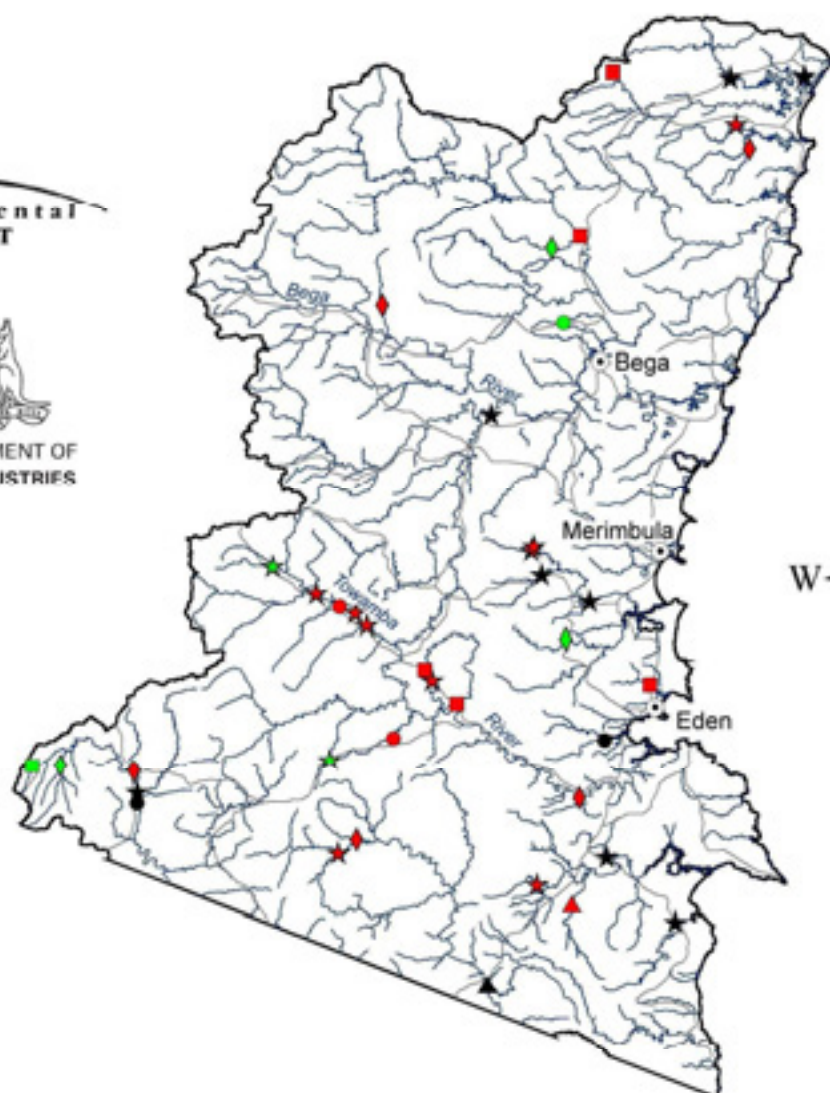 ental
T
MENT OF
USTRIES
Bega
River
Bega
Merimbula
Towamba
River
Eden
W-